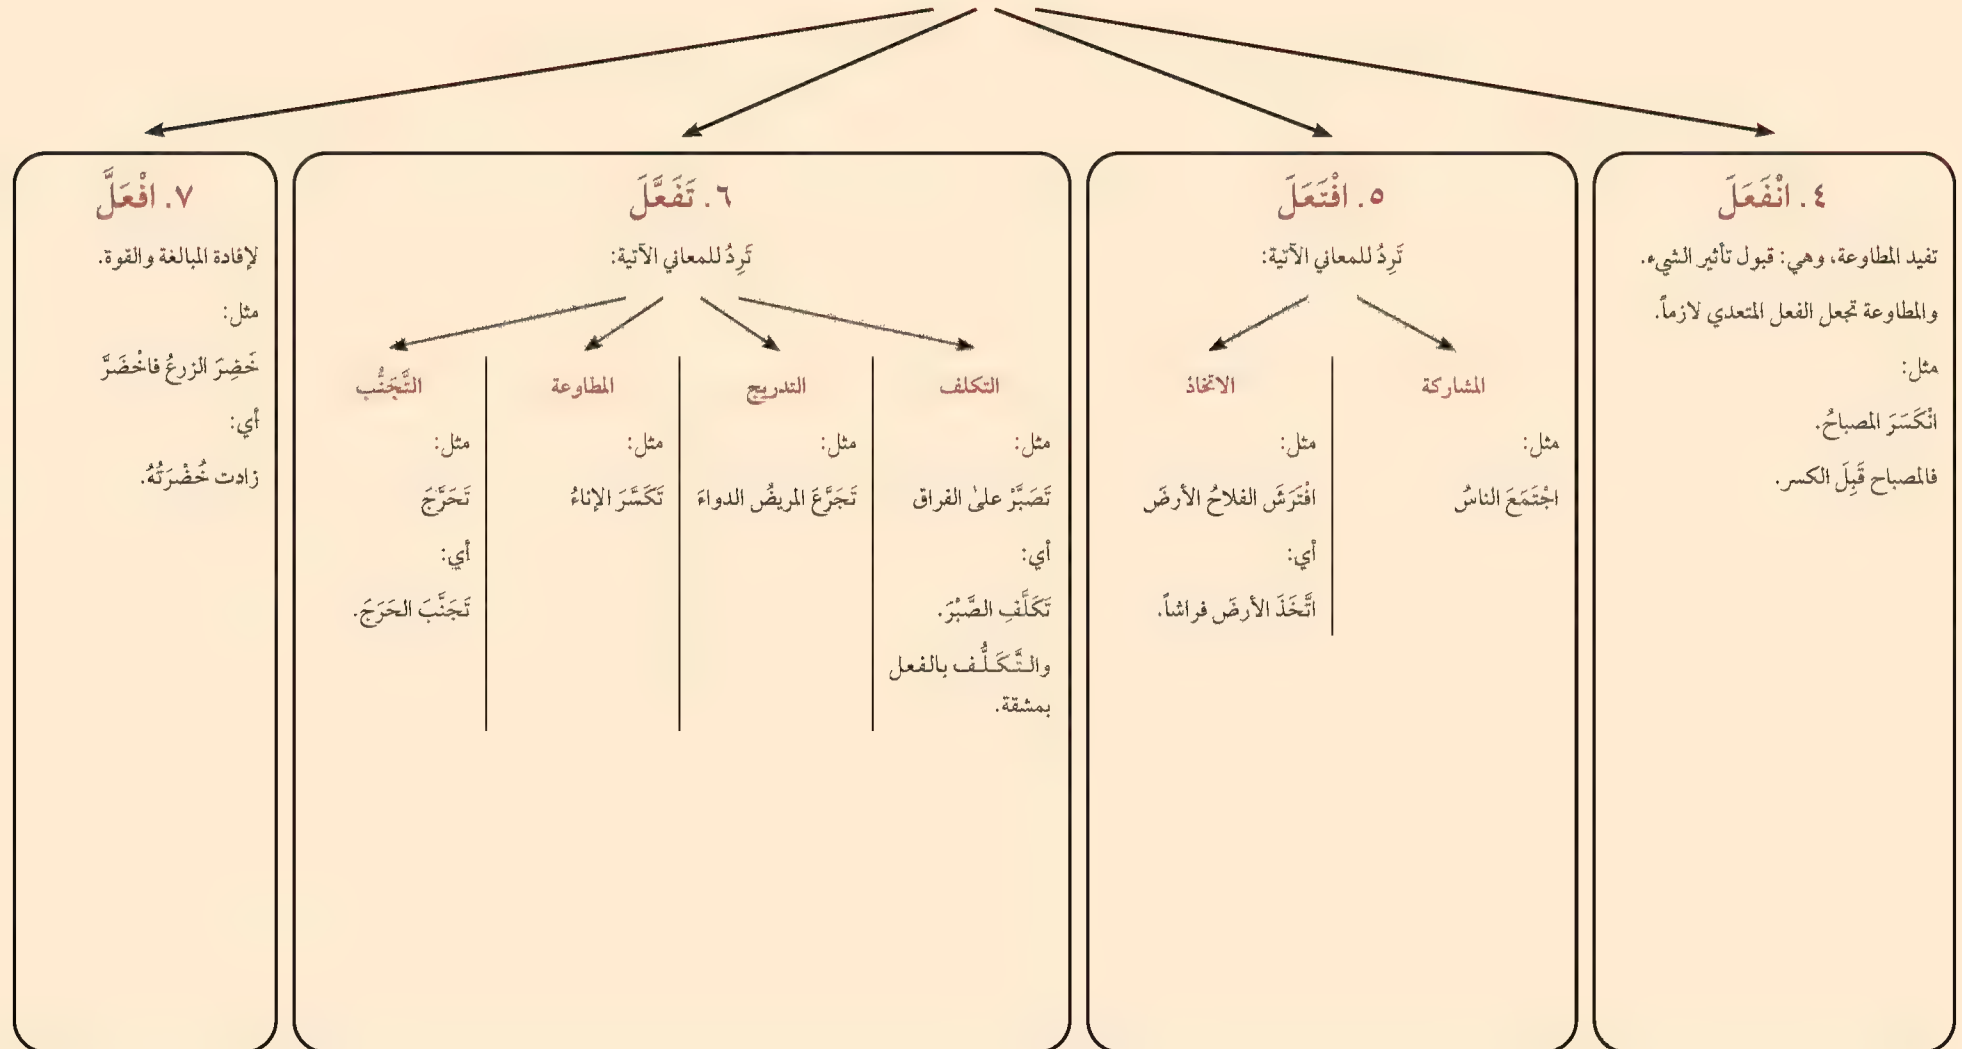 ٤. انْفَعَلَ
تفيد المطاوعة، وهي: قبول تأثير الشيء.
والمطاوعة تجعل الفعل المتعدي لازماً.
مثل:
انْكَسَرَ المصباحُ.
فالمصباح قَبِلَ الكسر.
٥. افْتَعَلَ
تَرِدُ للمعاني الآتية:
المشاركة
مثل:
اجْتَمَعَ الناسُ
الاتخاذ
مثل:
افْتَرَشَ الفلاحُ الأرضَ
أي:
اتَّخَذَ الأرضَ فراشاً.
٦. تَفَعَّلَ
تَرِدُ للمعاني الآتية:
التكلف
مثل:
تَصَبَّرْ علىٰ الفراق
أي:
تَكَلَّفِ الصَّبْرَ.
والتَّكَلُّف بالفعل
بمشقة.
التدريج
مثل:
تَجَرَّعَ المريضُ الدواءَ
المطاوعة
مثل:
تَكَسَّرَ الإناءُ
التَّجَنُّب
مثل:
تَحَرَّجَ
أي:
تَجَنَّبَ الحَرَجَ.
٧. افْعَلَّ
لإفادة المبالغة والقوة.
مثل:
خَضِرَ الزرعُ فاخْضَرَّ
أي:
زادت خُضْرَتُهُ.